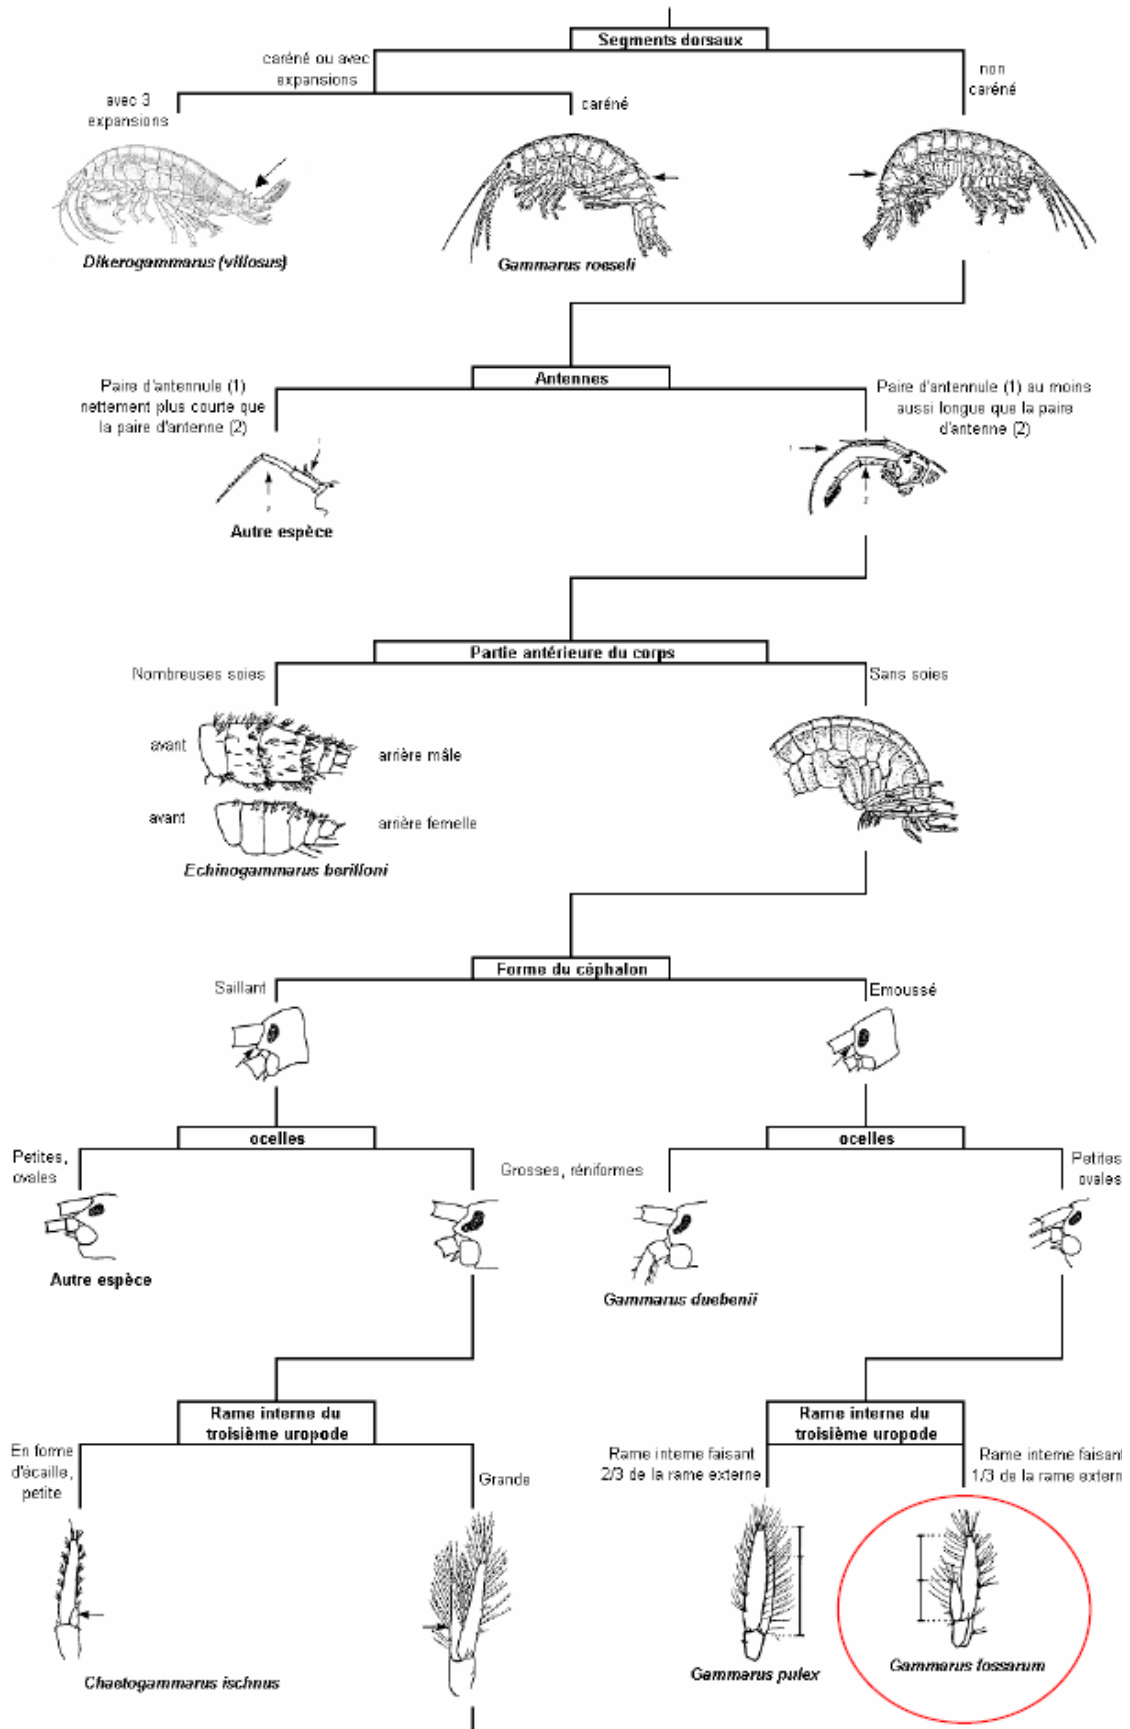 Segments dorsaux
caréné ou avec
expansions
non
caréné
avec 3
expansions
caréné
Dikerogammarus (villosus)
Gammarus roeseli
Antennes
Paire d'antennule (1)
nettement plus courte que
la paire d'antene (2)
Paire d'antennule (1) au moins
aussi longue que la paire
d'antene (2)
1
2
Autre espèce
Partie antérieure du corps
Nombreuses soies
Sans soies
avant
arrière mâle
avant
arrière femelle
Echinogammarus berilloni
Forme du céphalon
Saillant
Emoussé
ocelles
ocelles
Petites,
ovales
Grosses, réniformes
Petites
ovales
Autre espèce
Gammarus duebenii
Rame interne du
troisième uropode
Rame interne du
troisième uropode
En forme
d'écaille,
petite
Grande
Rame interne faisant
2/3 de la rame externe
Rame interne faisant
1/3 de la rame extern
Chaetogammarus ischnus
Gammarus pulex
Gammarus fossarum